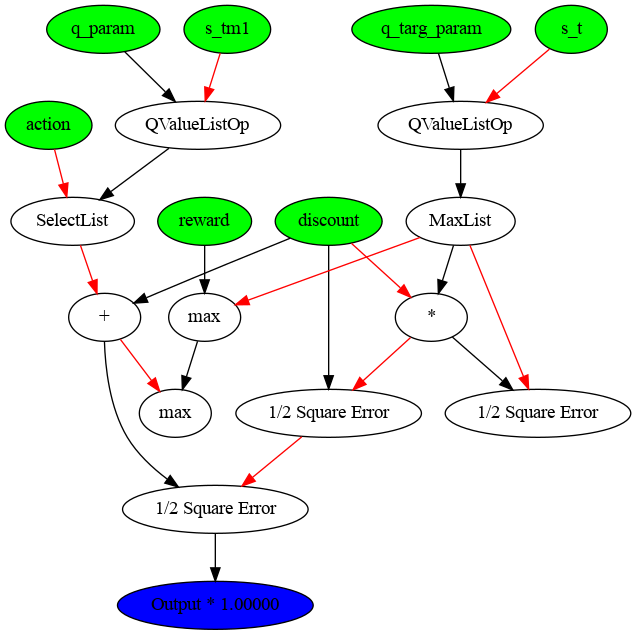 q_param
s_tm1
q_targ_param
s_t
action
QValueListOp
QValueListOp
SelectList
reward
discount
MaxList
+
max
*
max
1/2 Square Error
1/2 Square Error
1/2 Square Error
Output * 1.00000